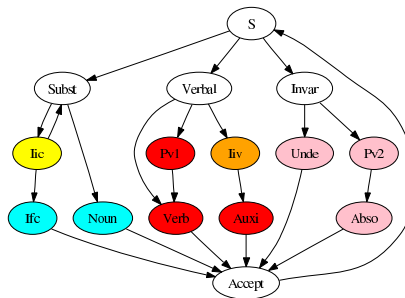 S
Subst Verbal Invar
Iic Pv1 Iiv Unde Pv2
Ifc Noun Verb Auxi Abso
Accept